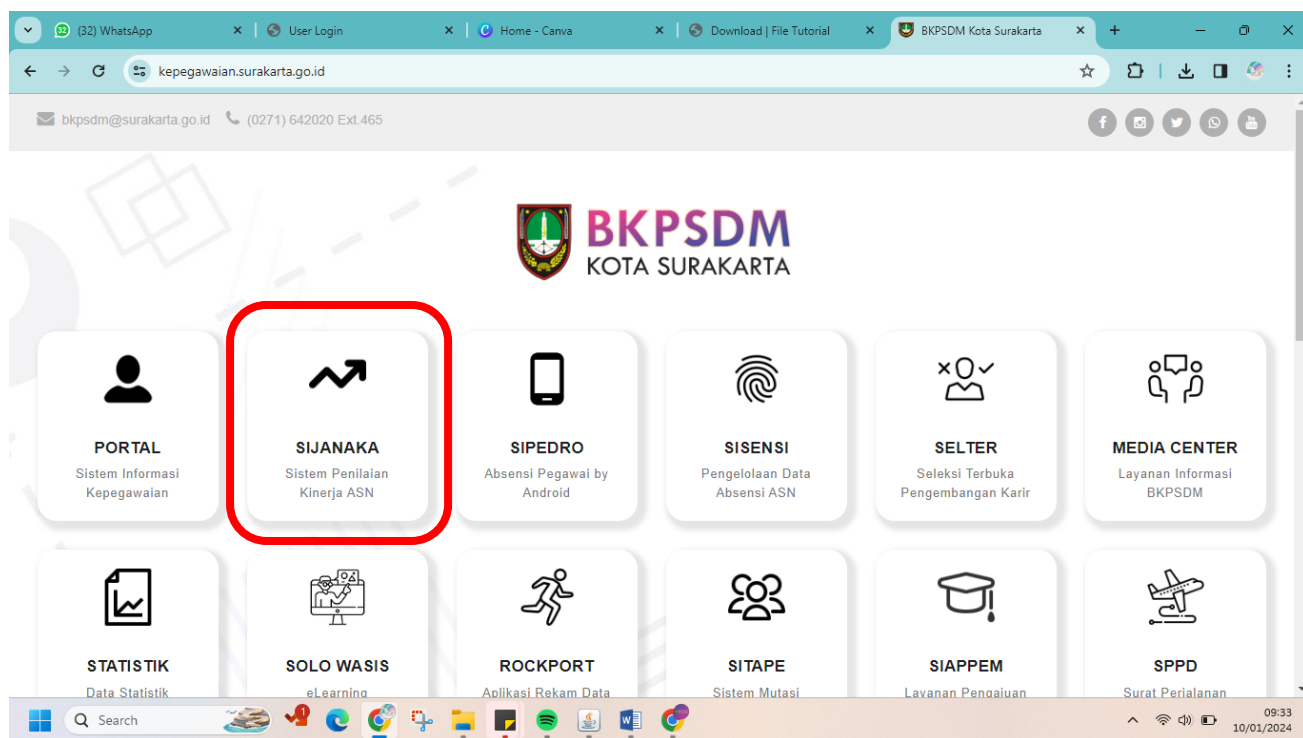 (32) WhatsApp
User Login
Home - Canva
Download | File Tutorial
BKPSDM Kota Surakarta
kepegawaian.surakarta.go.id
bkpsdm@surakarta.go.id (0271) 642020 Ext.465
BKPSDM
KOTA SURAKARTA
PORTAL
Sistem Informasi
Kepegawaian
SIJANAKA
Sistem Penilaian
Kinerja ASN
SIPEDRO
Absensi Pegawai by
Android
SISENSI
Pengelolaan Data
Absensi ASN
SELTER
Seleksi Terbuka
Pengembangan Karir
MEDIA CENTER
Layanan Informasi
BKPSDM
STATISTIK
Data Statistik
SOLO WASIS
eLearning
ROCKPORT
Aplikasi Rekam Data
SITAPE
Sistem Mutasi
SIAPPEM
Layanan Pengajuan
SPPD
Surat Perjalanan
Search
09:33
10/01/2024